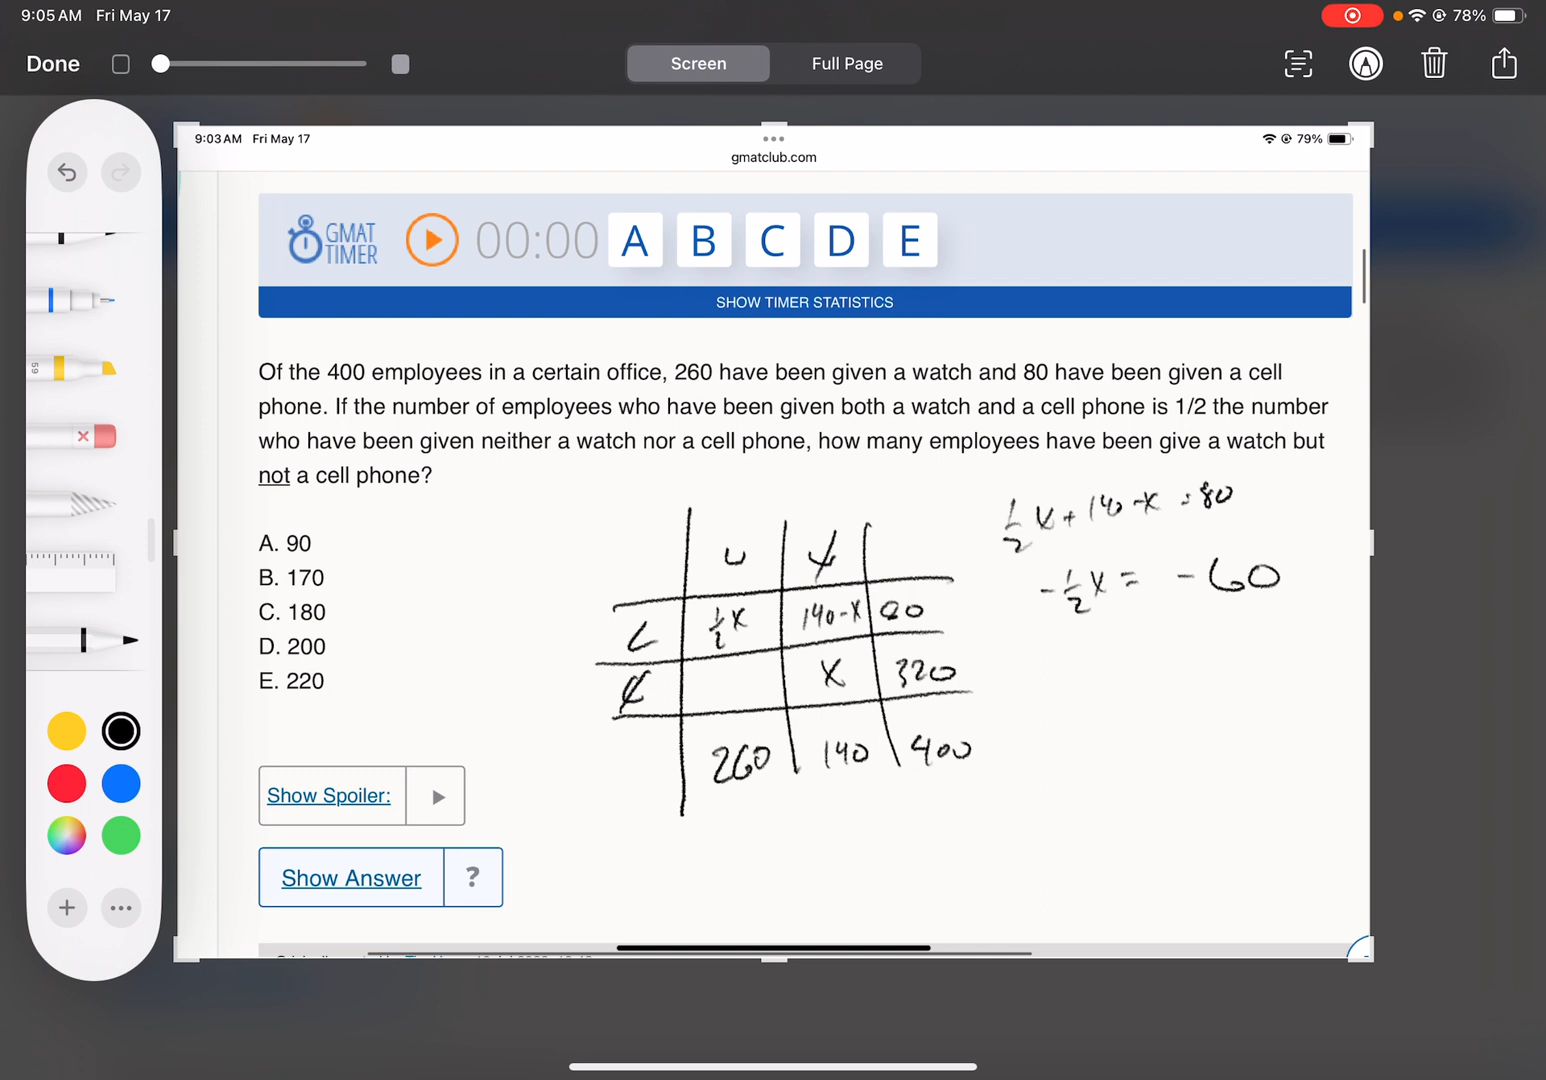 9:05 AM Fri May 17
78%
Done
Screen
Full Page
9:03 AM Fri May 17
79%
gmatclub.com
59
GMAT TIMER
00:00
A B C D E
SHOW TIMER STATISTICS
Of the 400 employees in a certain office, 260 have been given a watch and 80 have been given a cell
phone. If the number of employees who have been given both a watch and a cell phone is 1/2 the number
who have been given neither a watch nor a cell phone, how many employees have been give a watch but
not a cell phone?
½x + 140 - x = 80
-½x = -60
A. 90
B. 170
C. 180
D. 200
E. 220
½x 140-x 80
x 320
260 140 400
Show Spoiler:
Show Answer ?